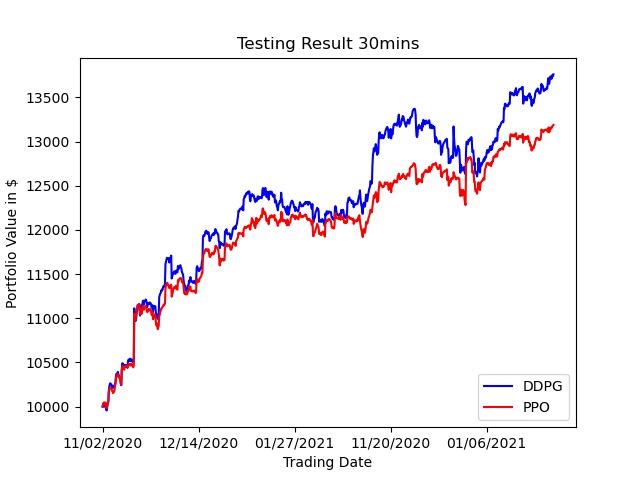 Testing Result 30mins
Portfolio Value in $
13500
13000
12500
12000
11500
11000
10500
10000
DDPG
PPO
11/02/2020 12/14/2020 01/27/2021 11/20/2020 01/06/2021
Trading Date